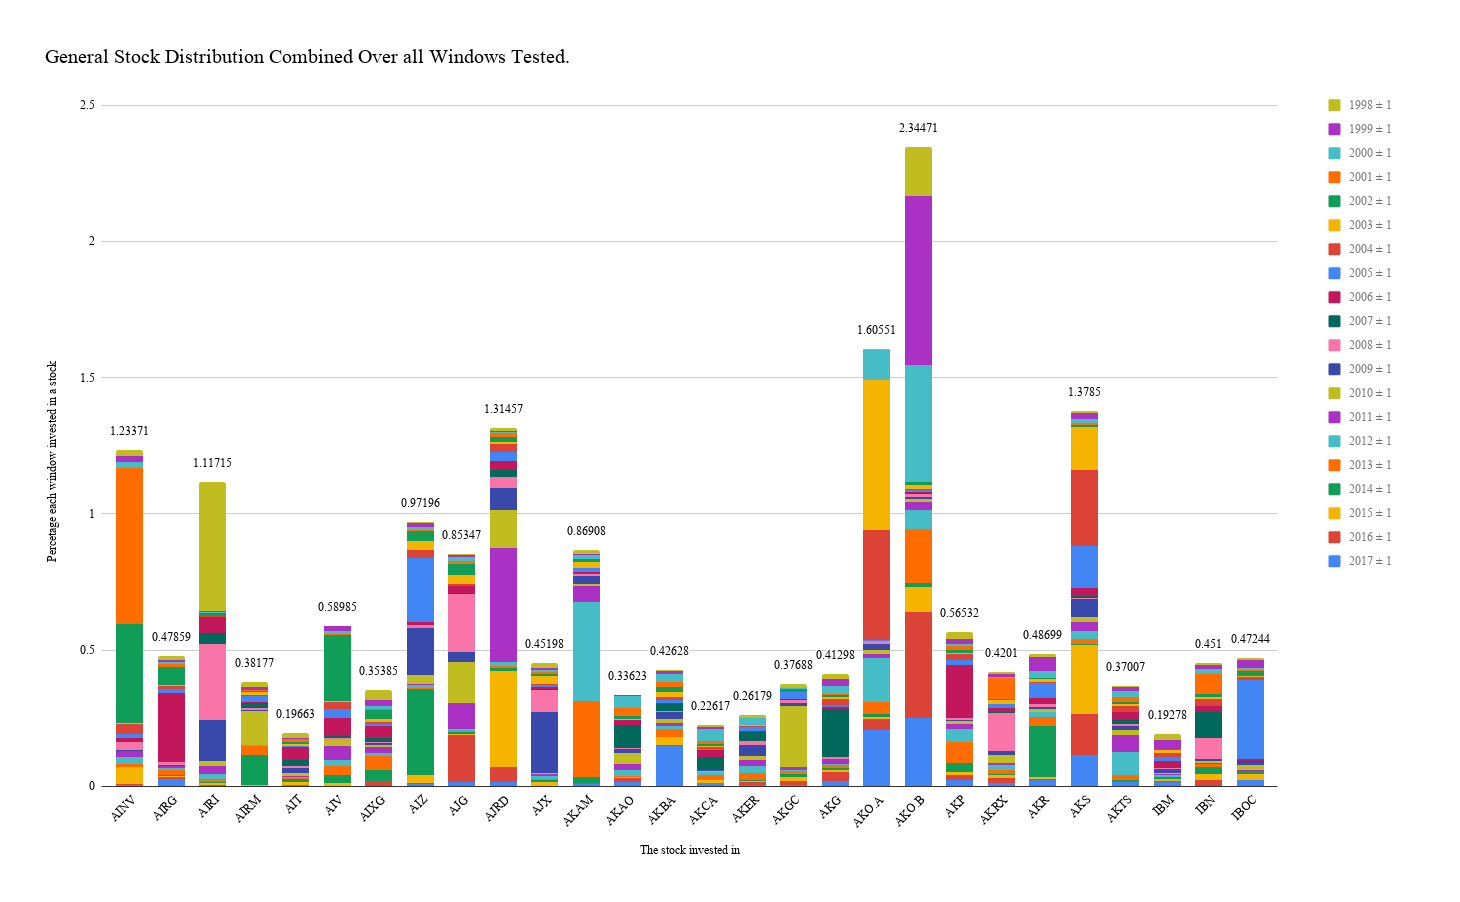 General Stock Distribution Combined Over all Windows Tested.
2.5
2
1.5
1
0.5
0
Percetage each window invested in a stock
1.23371
0.47859
1.11715
0.38177
0.19663
0.58985
0.35385
0.97196
0.85347
1.31457
0.45198
0.86908
0.33623
0.42628
0.22617
0.26179
0.37688
0.41298
1.60551
2.34471
0.56532
0.4201
0.48699
1.3785
0.37007
0.19278
0.451
0.47244
AINV
AIRG
AIRI
AIRM
AIT
AIV
AIXG
AIZ
AJG
AJRD
AJX
AKAM
AKAO
AKBA
AKCA
AKER
AKGC
AKG
AKO.A
AKO.B
AKP
AKRX
AKR
AKS
AKTS
IBM
IBN
IBOC
The stock invested in
1998 ± 1
1999 ± 1
2000 ± 1
2001 ± 1
2002 ± 1
2003 ± 1
2004 ± 1
2005 ± 1
2006 ± 1
2007 ± 1
2008 ± 1
2009 ± 1
2010 ± 1
2011 ± 1
2012 ± 1
2013 ± 1
2014 ± 1
2015 ± 1
2016 ± 1
2017 ± 1